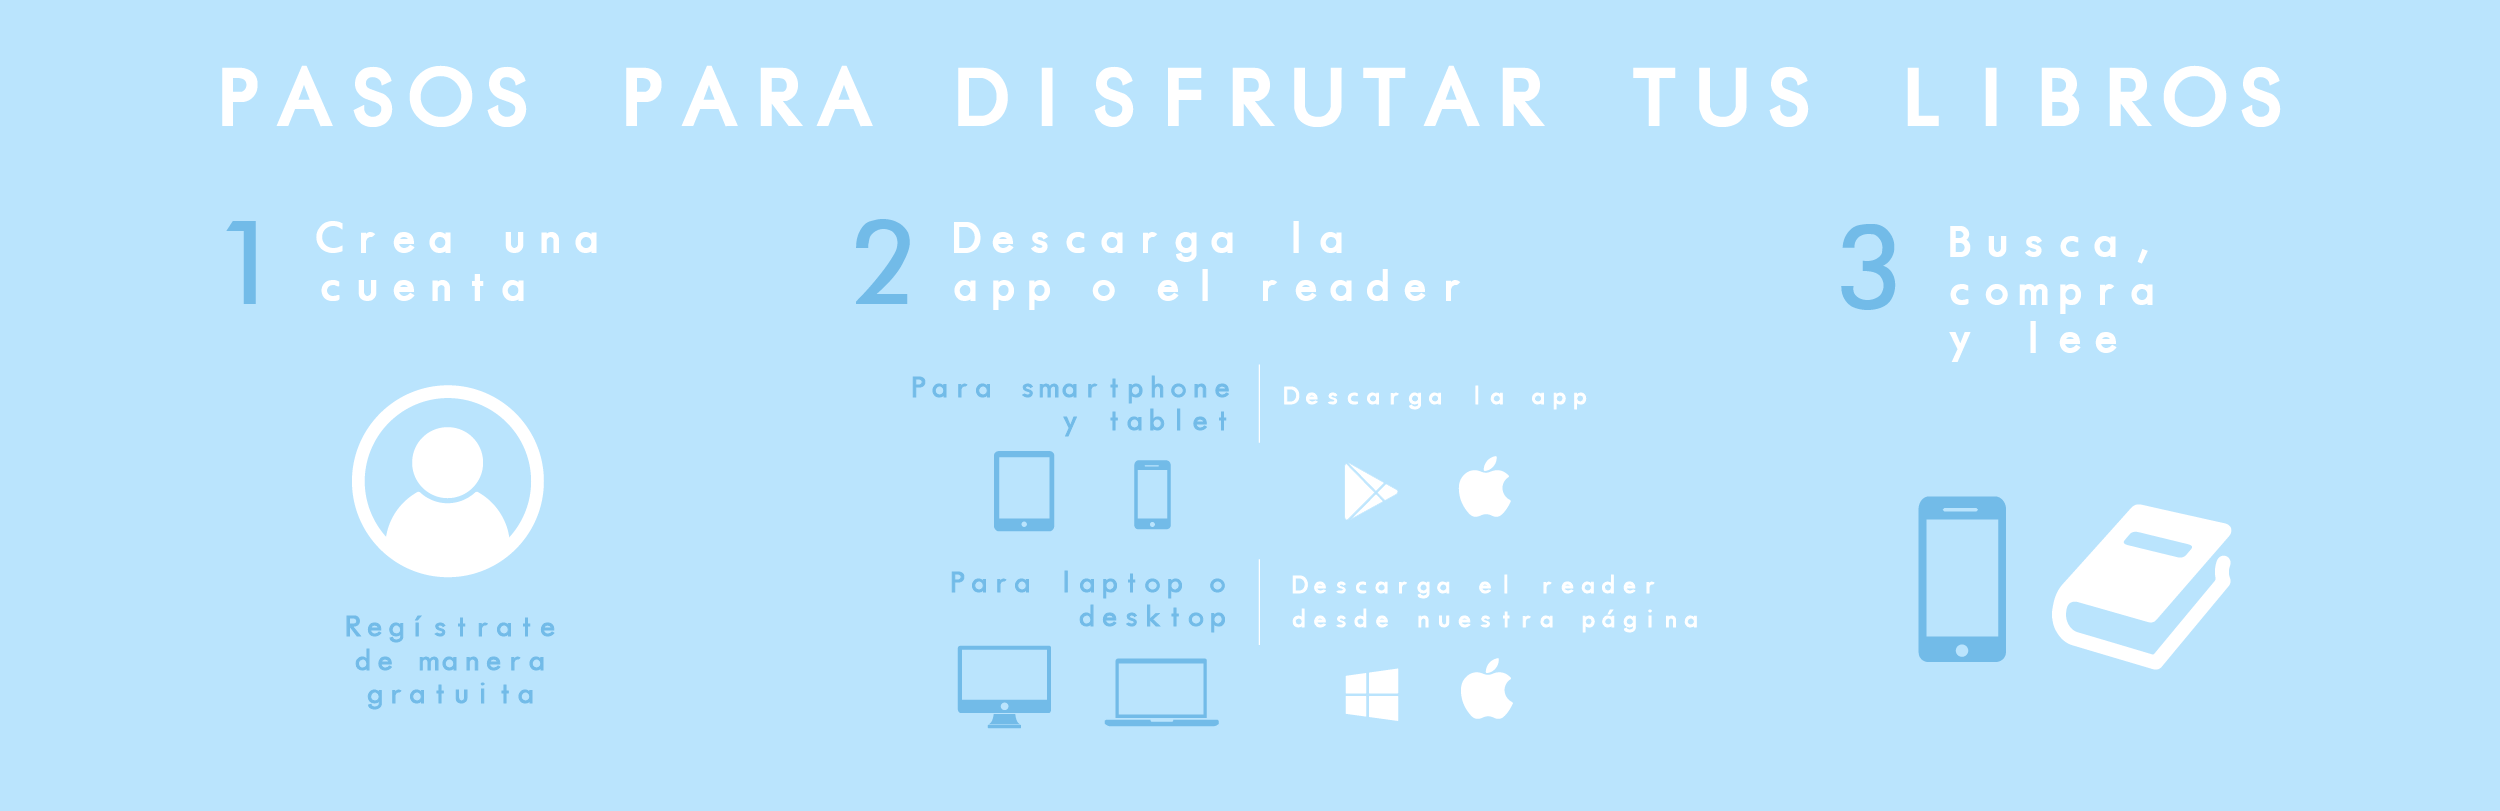 PASOS PARA DISFRUTAR TUS LIBROS
1
Crea una
cuenta
Regístrate
de manera
gratuita
2
Descarga la
app o el reader
Para smartphone
y tablet
Descarga la app
Para laptop o
desktop
Descarga el reader
desde nuestra página
3
Busca,
compra
y lee